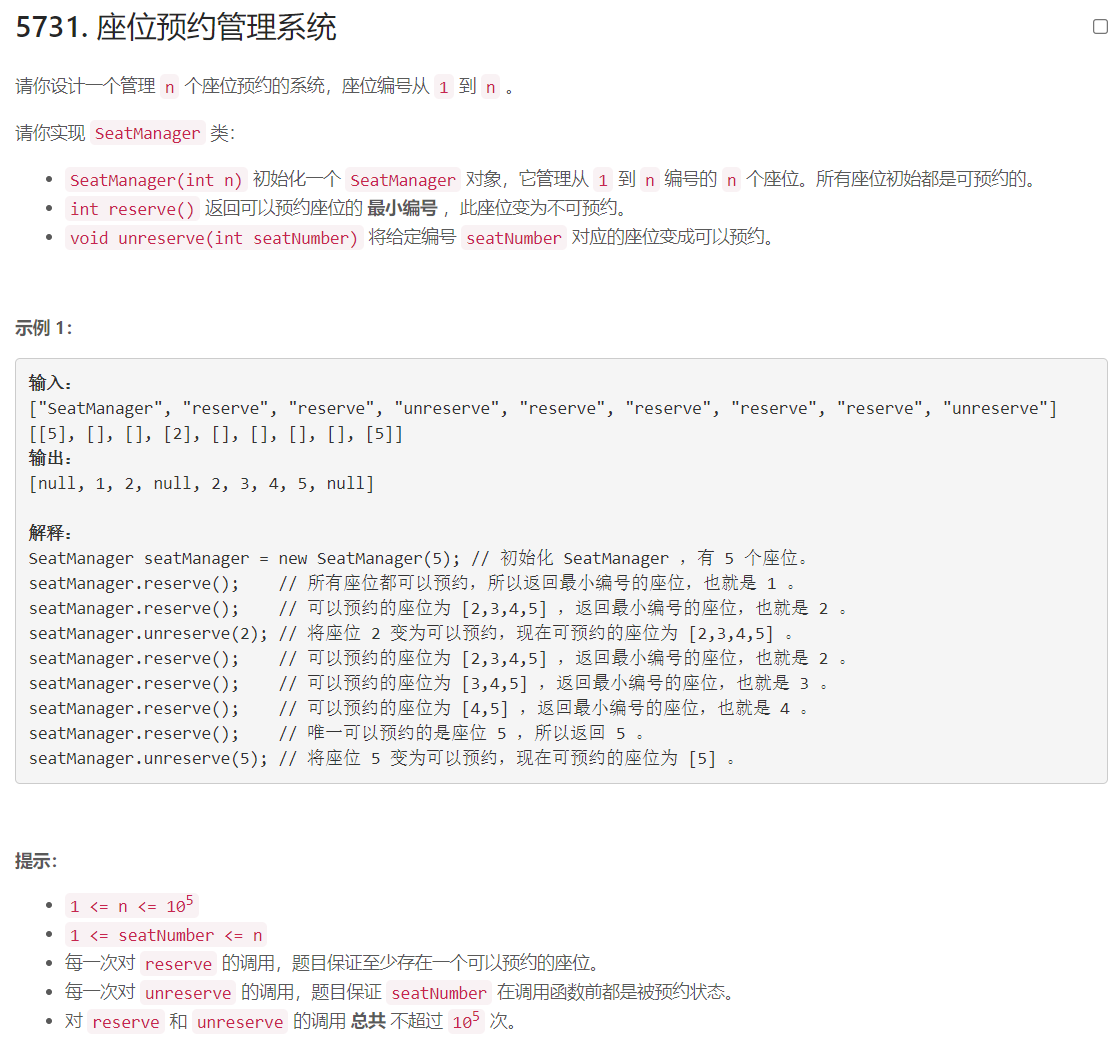 5731. 座位预约管理系统
请你设计一个管理 n 个座位预约的系统，座位编号从 1 到 n 。
请你实现 SeatManager 类：
SeatManager(int n) 初始化一个 SeatManager 对象，它管理从 1 到 n 编号的 n 个座位。所有座位初始都是可预约的。
int reserve() 返回可以预约座位的 最小编号 ，此座位变为不可预约。
void unreserve(int seatNumber) 将给定编号 seatNumber 对应的座位变成可以预约。
示例 1：
输入：
["SeatManager", "reserve", "reserve", "unreserve", "reserve", "reserve", "reserve", "reserve", "unreserve"]
[[5], [], [], [2], [], [], [], [], [5]]
输出：
[null, 1, 2, null, 2, 3, 4, 5, null]
解释：
SeatManager seatManager = new SeatManager(5); // 初始化 SeatManager ，有 5 个座位。
seatManager.reserve();    // 所有座位都可以预约，所以返回最小编号的座位，也就是 1 。
seatManager.reserve();    // 可以预约的座位为 [2,3,4,5] ，返回最小编号的座位，也就是 2 。
seatManager.unreserve(2); // 将座位 2 变为可以预约，现在可预约的座位为 [2,3,4,5] 。
seatManager.reserve();    // 可以预约的座位为 [2,3,4,5] ，返回最小编号的座位，也就是 2 。
seatManager.reserve();    // 可以预约的座位为 [3,4,5] ，返回最小编号的座位，也就是 3 。
seatManager.reserve();    // 可以预约的座位为 [4,5] ，返回最小编号的座位，也就是 4 。
seatManager.reserve();    // 唯一可以预约的是座位 5 ，所以返回 5 。
seatManager.unreserve(5); // 将座位 5 变为可以预约，现在可预约的座位为 [5] 。
提示：
1 <= n <= 10⁵
1 <= seatNumber <= n
每一次对 reserve 的调用，题目保证至少存在一个可以预约的座位。
每一次对 unreserve 的调用，题目保证 seatNumber 在调用函数前都是被预约状态。
对 reserve 和 unreserve 的调用 总共 不超过 10⁵ 次。